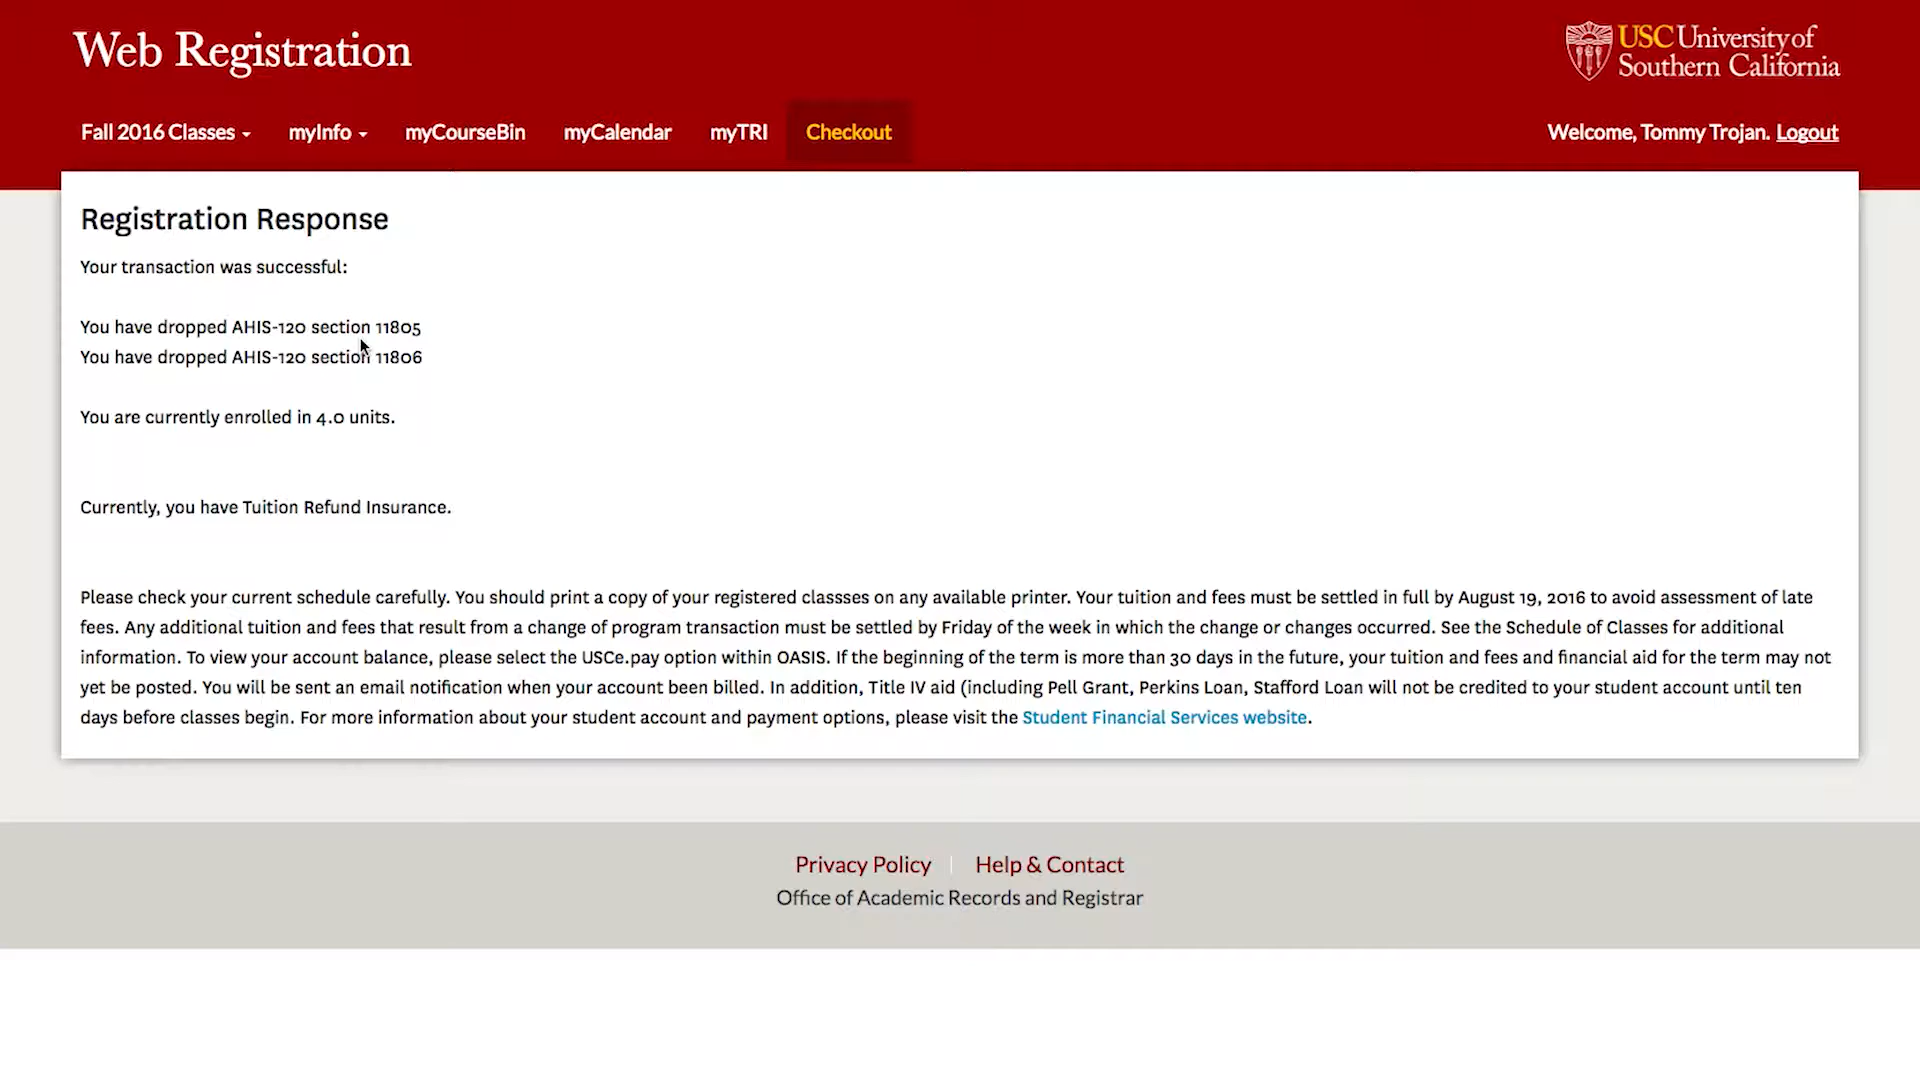 Web Registration
USC University of
Southern California
Fall 2016 Classes
myInfo
myCourseBin
myCalendar
myTRI
Checkout
Welcome, Tommy Trojan. Logout
Registration Response
Your transaction was successful:
You have dropped AHIS-120 section 11805
You have dropped AHIS-120 section 11806
You are currently enrolled in 4.0 units.
Currently, you have Tuition Refund Insurance.
Please check your current schedule carefully. You should print a copy of your registered classses on any available printer. Your tuition and fees must be settled in full by August 19, 2016 to avoid assessment of late
fees. Any additional tuition and fees that result from a change of program transaction must be settled by Friday of the week in which the change or changes occurred. See the Schedule of Classes for additional
information. To view your account balance, please select the USCe.pay option within OASIS. If the beginning of the term is more than 30 days in the future, your tuition and fees and financial aid for the term may not
yet be posted. You will be sent an email notification when your account been billed. In addition, Title IV aid (including Pell Grant, Perkins Loan, Stafford Loan will not be credited to your student account until ten
days before classes begin. For more information about your student account and payment options, please visit the Student Financial Services website.
Privacy Policy
Help & Contact
Office of Academic Records and Registrar